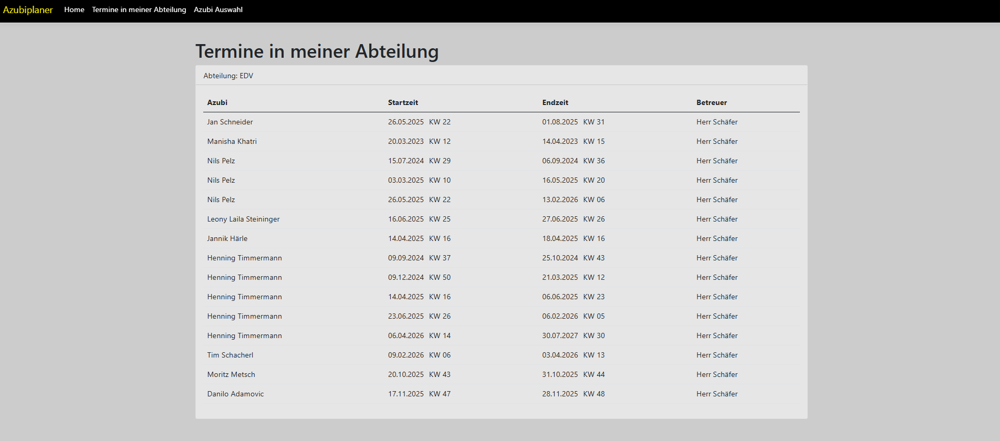 Azubiplaner Home Termine in meiner Abteilung Azubi Auswahl
Termine in meiner Abteilung
Abteilung: EDV
Azubi Startzeit Endzeit Betreuer
Jan Schneider 26.05.2025 KW 22 01.08.2025 KW 31 Herr Schäfer
Manisha Khatri 20.03.2023 KW 12 14.04.2023 KW 15 Herr Schäfer
Nils Pelz 15.07.2024 KW 29 06.09.2024 KW 36 Herr Schäfer
Nils Pelz 03.03.2025 KW 10 16.05.2025 KW 20 Herr Schäfer
Nils Pelz 26.05.2025 KW 22 13.02.2026 KW 06 Herr Schäfer
Leony Laila Steininger 16.06.2025 KW 25 27.06.2025 KW 26 Herr Schäfer
Jannik Härle 14.04.2025 KW 16 18.04.2025 KW 16 Herr Schäfer
Henning Timmermann 09.09.2024 KW 37 25.10.2024 KW 43 Herr Schäfer
Henning Timmermann 09.12.2024 KW 50 21.03.2025 KW 12 Herr Schäfer
Henning Timmermann 14.04.2025 KW 16 06.06.2025 KW 23 Herr Schäfer
Henning Timmermann 23.06.2025 KW 26 06.02.2026 KW 05 Herr Schäfer
Henning Timmermann 06.04.2026 KW 14 30.07.2027 KW 30 Herr Schäfer
Tim Schacherl 09.02.2026 KW 06 03.04.2026 KW 13 Herr Schäfer
Moritz Metsch 20.10.2025 KW 43 31.10.2025 KW 44 Herr Schäfer
Danilo Adamovic 17.11.2025 KW 47 28.11.2025 KW 48 Herr Schäfer